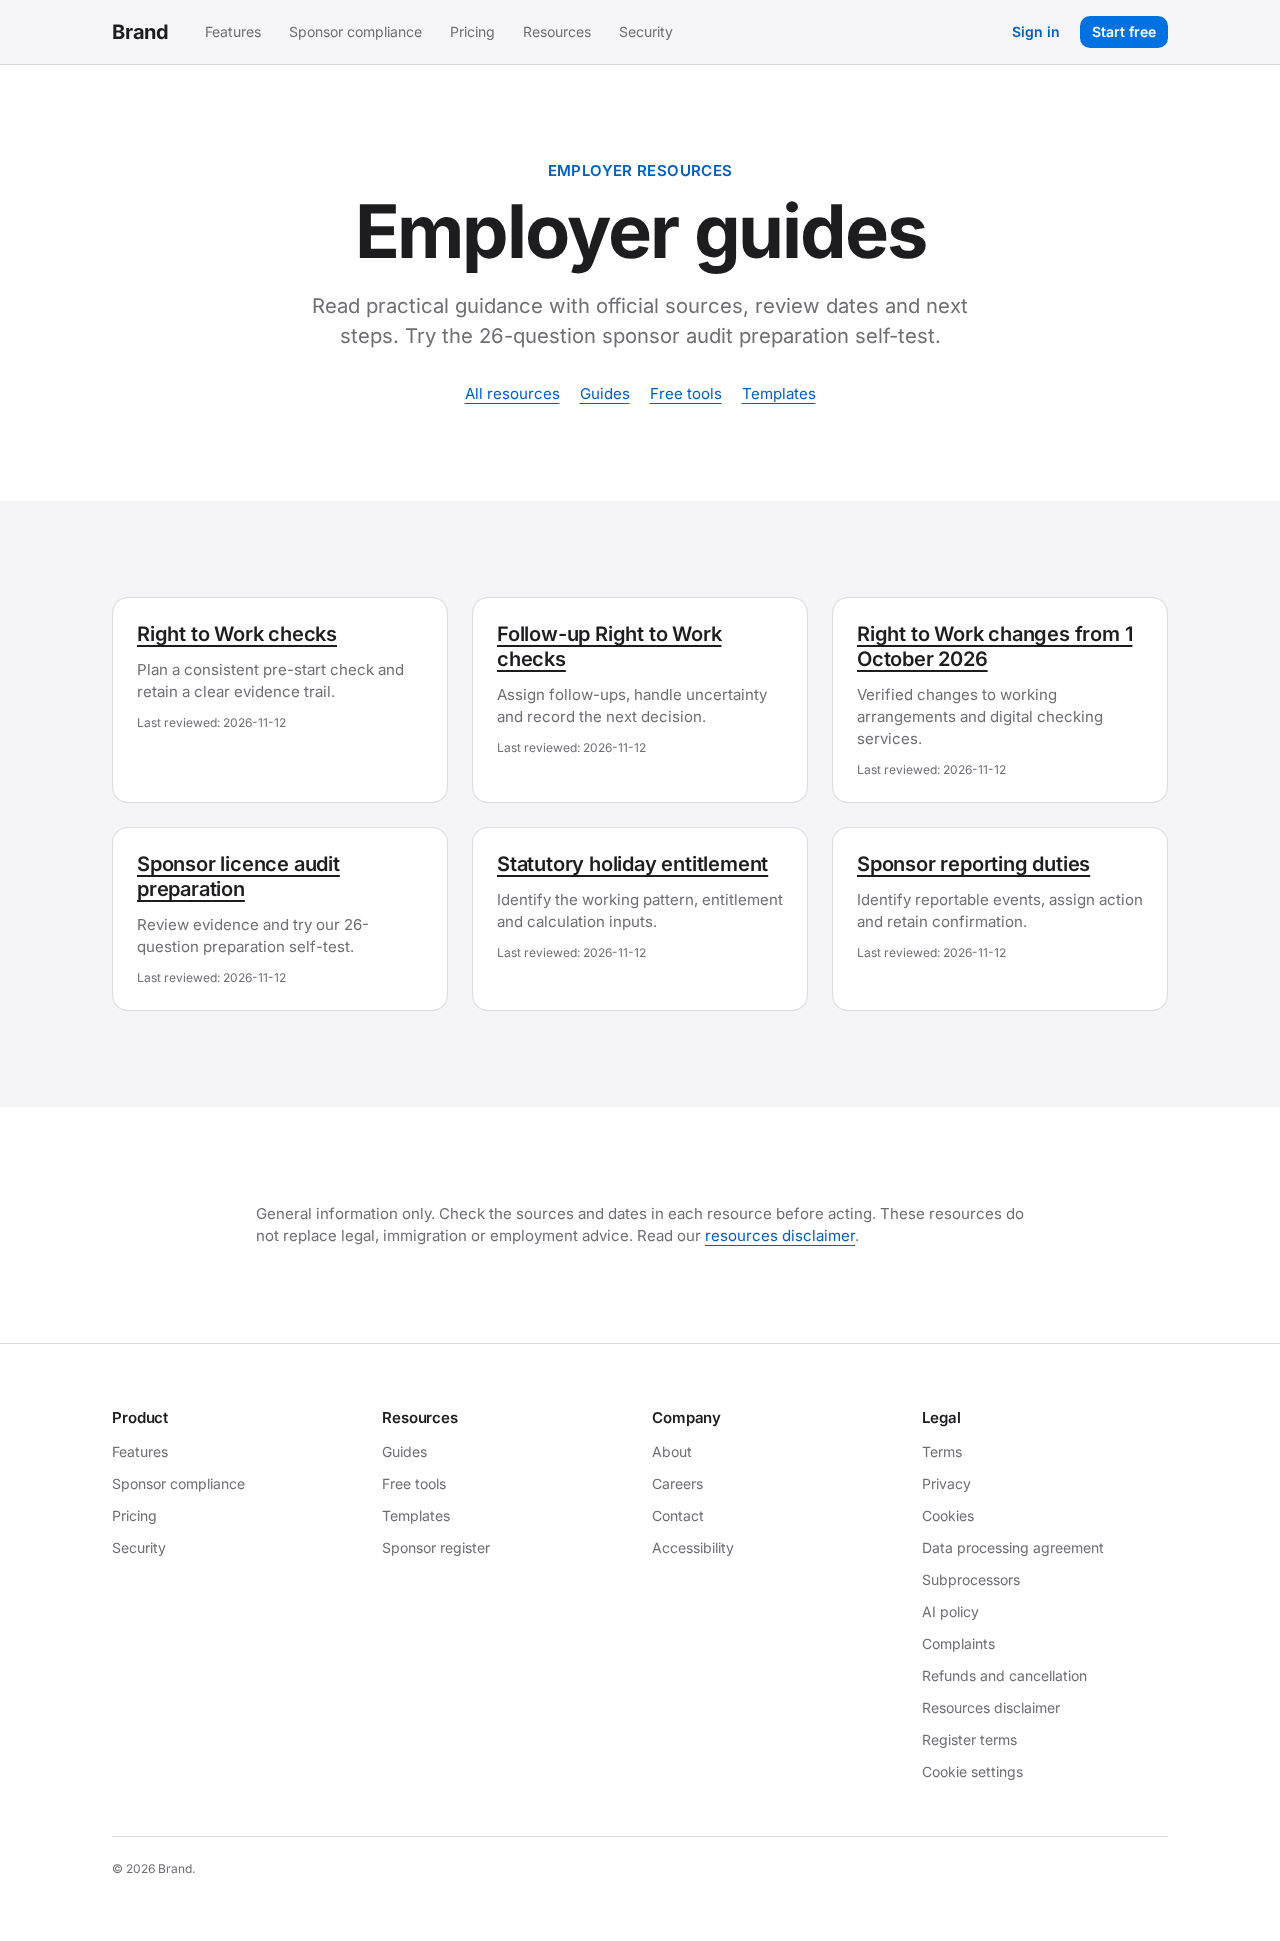 Brand
Features
Sponsor compliance
Pricing
Resources
Security
Sign in
Start free
EMPLOYER RESOURCES
Employer guides
Read practical guidance with official sources, review dates and next
steps. Try the 26-question sponsor audit preparation self-test.
All resources
Guides
Free tools
Templates
Right to Work checks
Plan a consistent pre-start check and
retain a clear evidence trail.
Last reviewed: 2026-11-12
Follow-up Right to Work
checks
Assign follow-ups, handle uncertainty
and record the next decision.
Last reviewed: 2026-11-12
Right to Work changes from 1
October 2026
Verified changes to working
arrangements and digital checking
services.
Last reviewed: 2026-11-12
Sponsor licence audit
preparation
Review evidence and try our 26-
question preparation self-test.
Last reviewed: 2026-11-12
Statutory holiday entitlement
Identify the working pattern, entitlement
and calculation inputs.
Last reviewed: 2026-11-12
Sponsor reporting duties
Identify reportable events, assign action
and retain confirmation.
Last reviewed: 2026-11-12
General information only. Check the sources and dates in each resource before acting. These resources do
not replace legal, immigration or employment advice. Read our resources disclaimer.
Product
Features
Sponsor compliance
Pricing
Security
Resources
Guides
Free tools
Templates
Sponsor register
Company
About
Careers
Contact
Accessibility
Legal
Terms
Privacy
Cookies
Data processing agreement
Subprocessors
AI policy
Complaints
Refunds and cancellation
Resources disclaimer
Register terms
Cookie settings
© 2026 Brand.